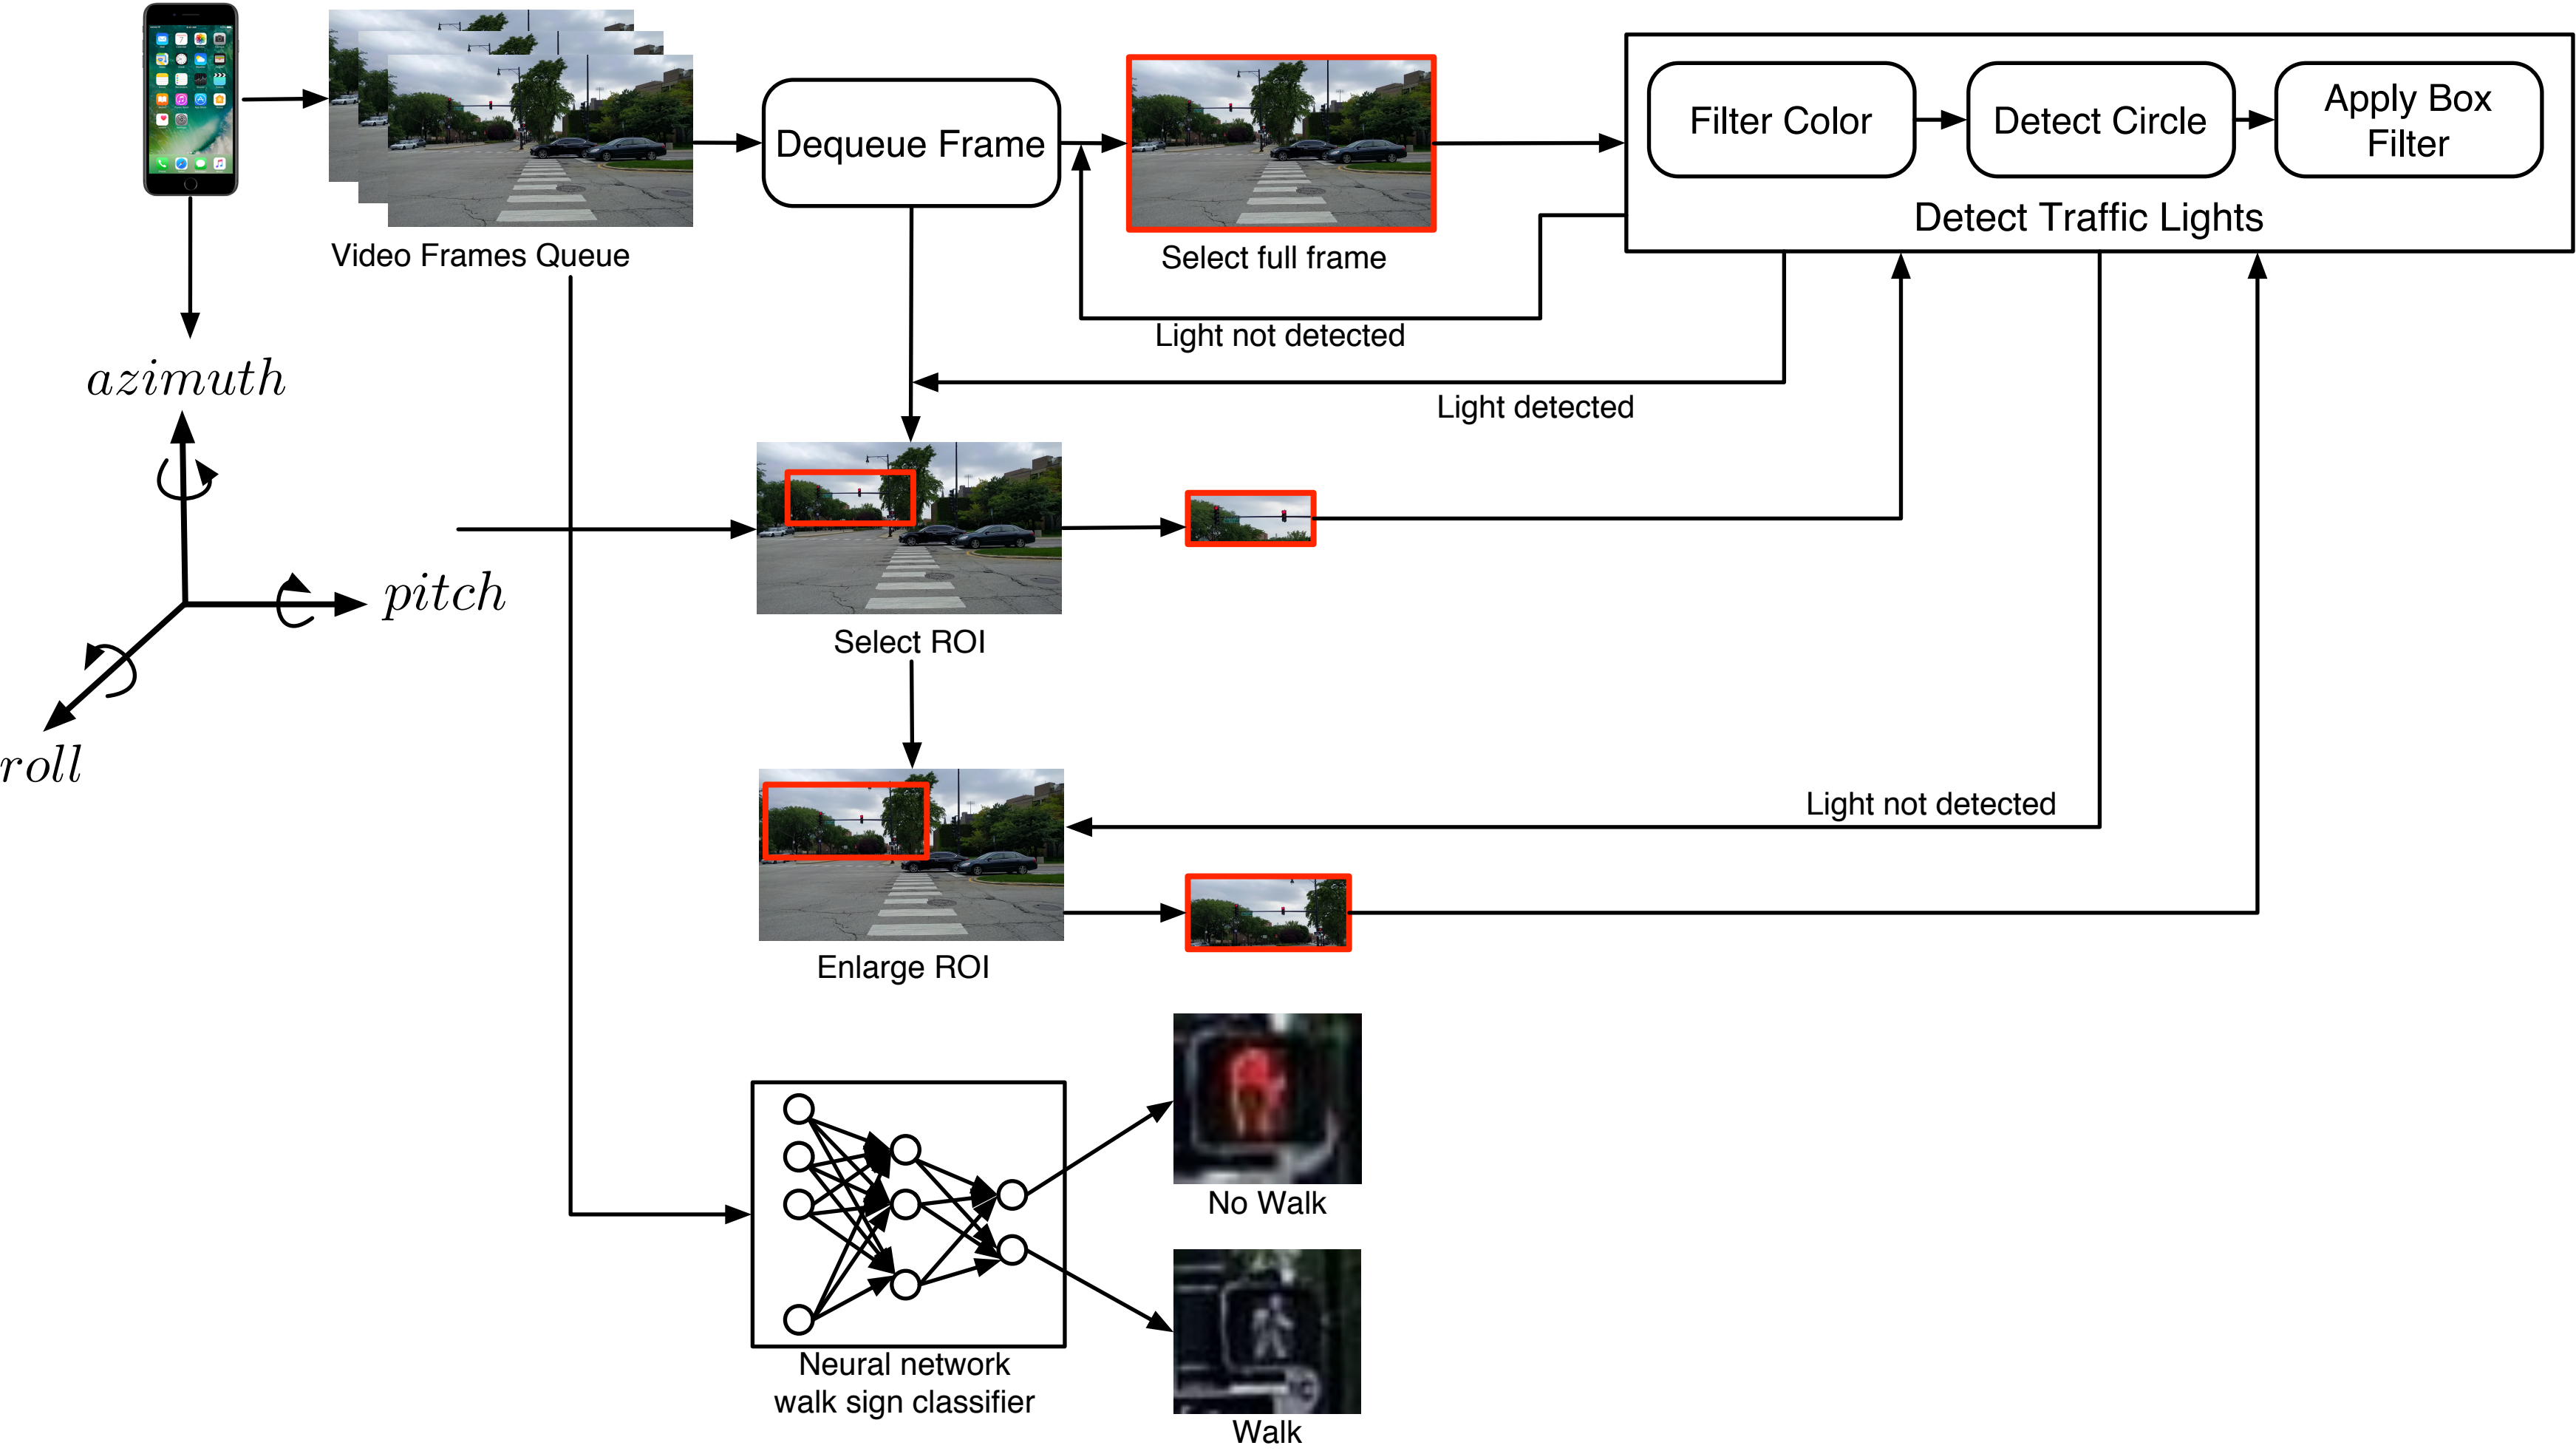 Video Frames Queue
Dequeue Frame
Select full frame
Filter Color
Detect Circle
Apply Box
Filter
Detect Traffic Lights
Light not detected
Light detected
azimuth
pitch
roll
Select ROI
Light not detected
Enlarge ROI
No Walk
Neural network
walk sign classifier
Walk